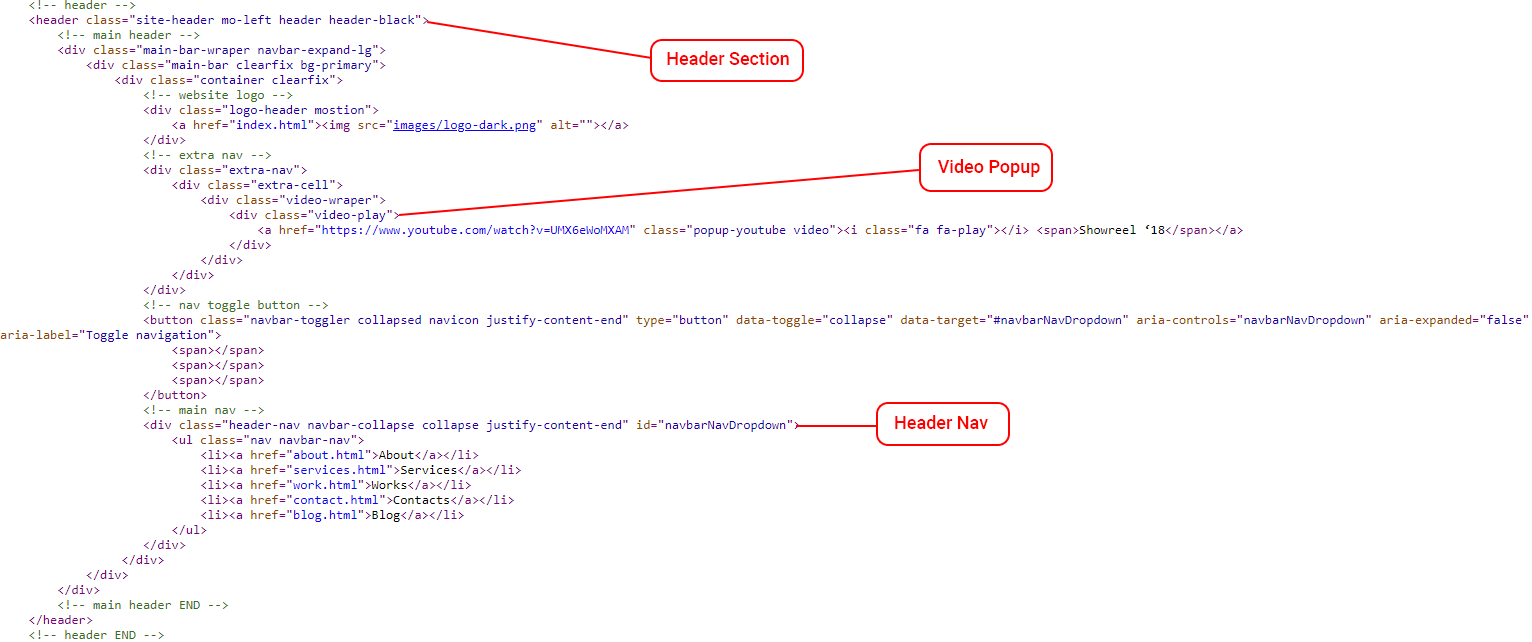 <!-- header -->
<header class="site-header mo-left header header-black">
<!-- main header -->
<div class="main-bar-wraper navbar-expand-lg">
Header Section
<div class="main-bar clearfix bg-primary">
<div class="container clearfix">
<!-- website logo -->
<div class="logo-header mostion">
<a href="index.html"><img src="images/logo-dark.png" alt=""></a>
</div>
<!-- extra nav -->
<div class="extra-nav">
Video Popup
<div class="extra-cell">
<div class="video-wraper">
<div class="video-play">
<a href="https://www.youtube.com/watch?v=UMX6eWoMXAM" class="popup-youtube video"><i class="fa fa-play"></i> <span>Showreel ‘18</span></a>
</div>
</div>
</div>
</div>
<!-- nav toggle button -->
<button class="navbar-toggler collapsed navicon justify-content-end" type="button" data-toggle="collapse" data-target="#navbarNavDropdown" aria-controls="navbarNavDropdown" aria-expanded="false"
aria-label="Toggle navigation">
<span></span>
<span></span>
<span></span>
</button>
<!-- main nav -->
<div class="header-nav navbar-collapse collapse justify-content-end" id="navbarNavDropdown">
Header Nav
<ul class="nav navbar-nav">
<li><a href="about.html">About</a></li>
<li><a href="services.html">Services</a></li>
<li><a href="work.html">Works</a></li>
<li><a href="contact.html">Contacts</a></li>
<li><a href="blog.html">Blog</a></li>
</ul>
</div>
</div>
</div>
</div>
<!-- main header END -->
</header>
<!-- header END -->